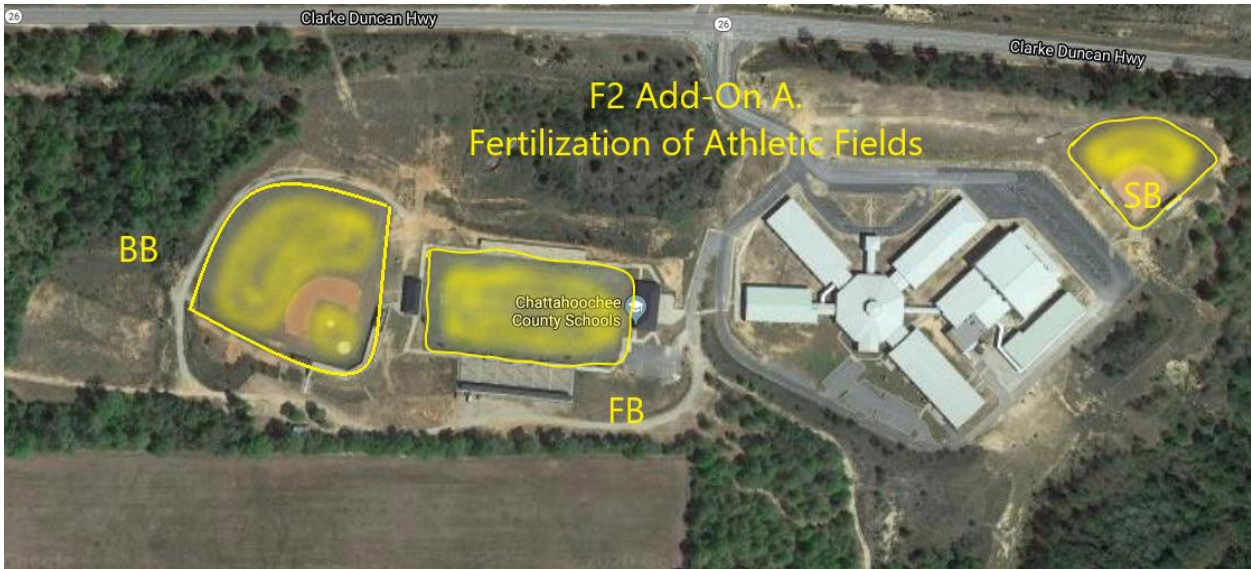 26
Clarke Duncan Hwy
26
Clarke Duncan Hwy
F2 Add-On A.
Fertilization of Athletic Fields
SB
BB
Chattahoochee
County Schools
FB